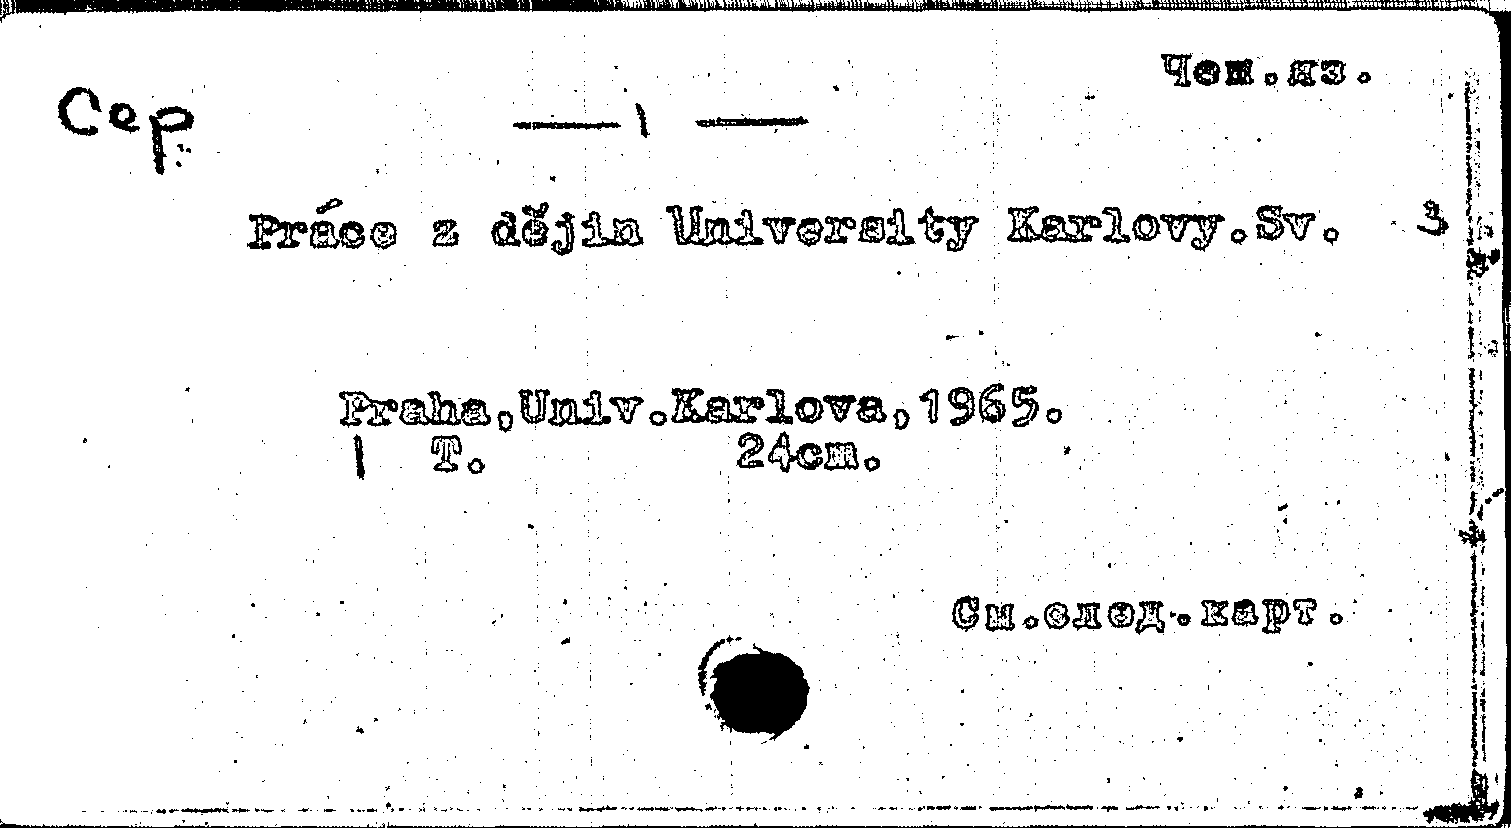 Чеш.яз.
Сер — 1 —
Práce z dějin University Karlovy.Sv. 3
Praha,Univ.Karlova,1965.
1 T. 24cm.
См.след.карт.